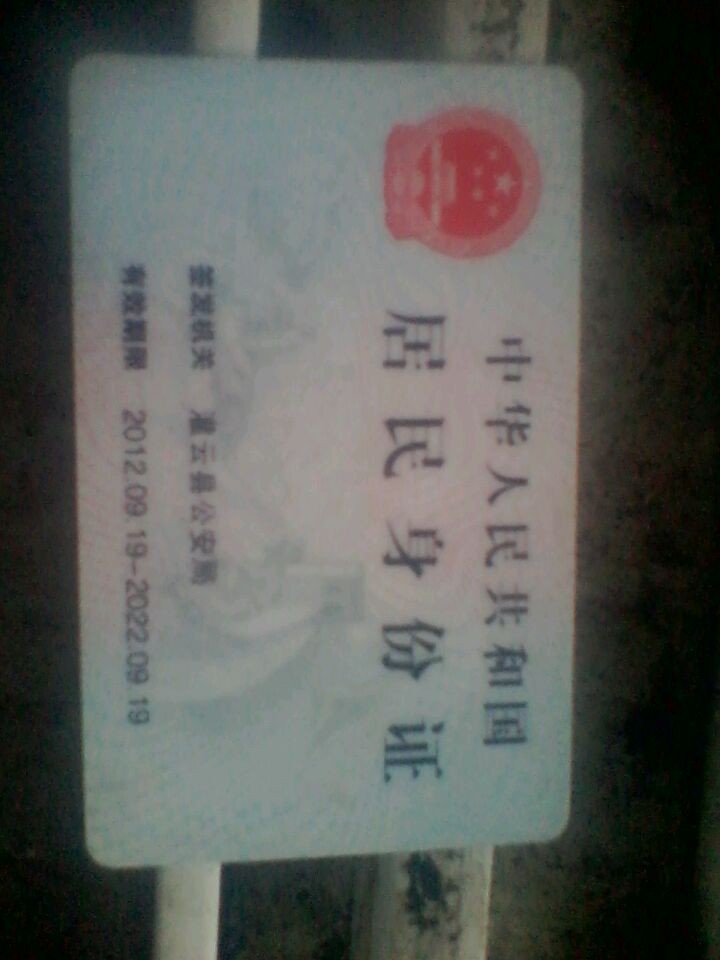 中华人民共和国
居民身份证
签发机关 灌云县公安局
有效期限 2012.09.19-2022.09.19